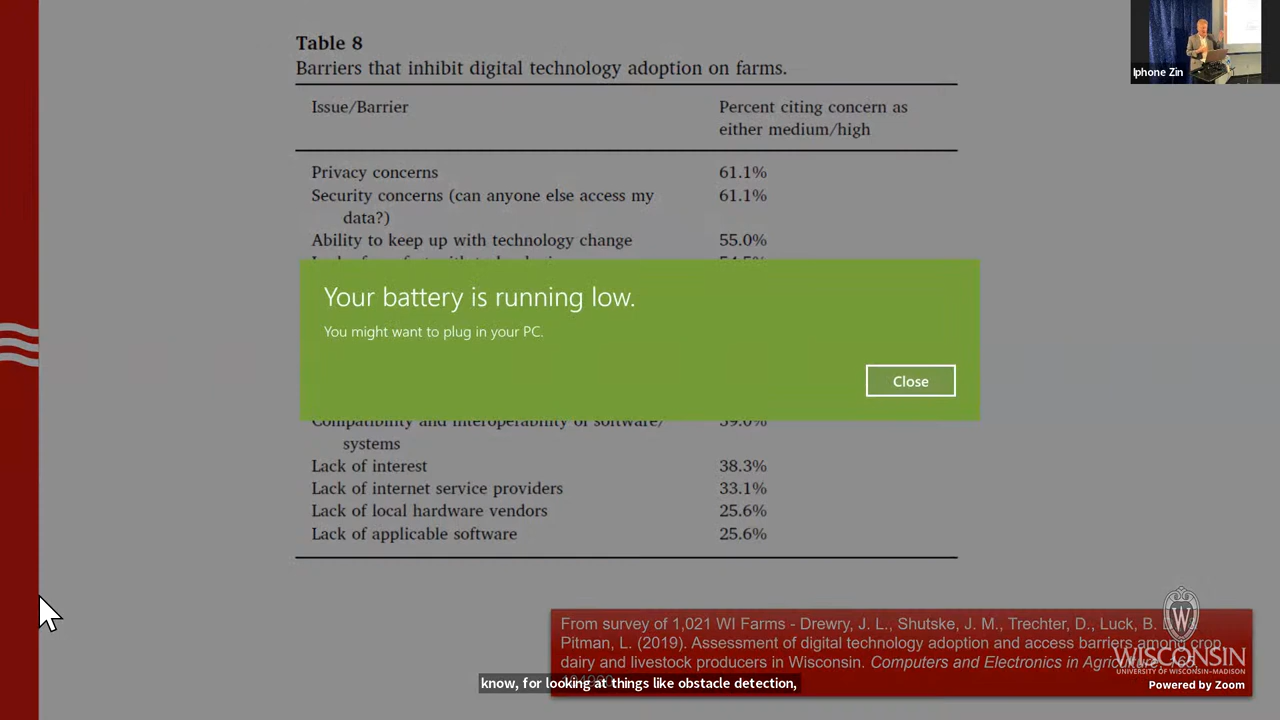 Table 8
Barriers that inhibit digital technology adoption on farms.
Issue/Barrier
Percent citing concern as
either medium/high
Privacy concerns 61.1%
Security concerns (can anyone else access my 61.1%
data?)
Ability to keep up with technology change 55.0%
54.5%
Your battery is running low.
You might want to plug in your PC.
Close
Compatibility and interoperability of software/ 39.0%
systems
Lack of interest 38.3%
Lack of internet service providers 33.1%
Lack of local hardware vendors 25.6%
Lack of applicable software 25.6%
From survey of 1,021 WI Farms - Drewry, J. L., Shutske, J. M., Trechter, D., Luck, B. D.
Pitman, L. (2019). Assessment of digital technology adoption and access barriers among crop
dairy and livestock producers in Wisconsin. Computers and Electronics in
know, for looking at things like obstacle detection,
Iphone Zin
W
WISCONSIN
UNIVERSITY OF WISCONSIN–MADISON
Powered by Zoom